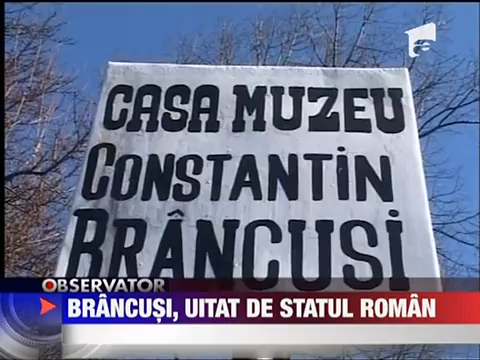 CASA MUZEU
CONSTANTIN
BRÂNCUSI
OBSERVATOR
BRÂNCUȘI, UITAT DE STATUL ROMÂN